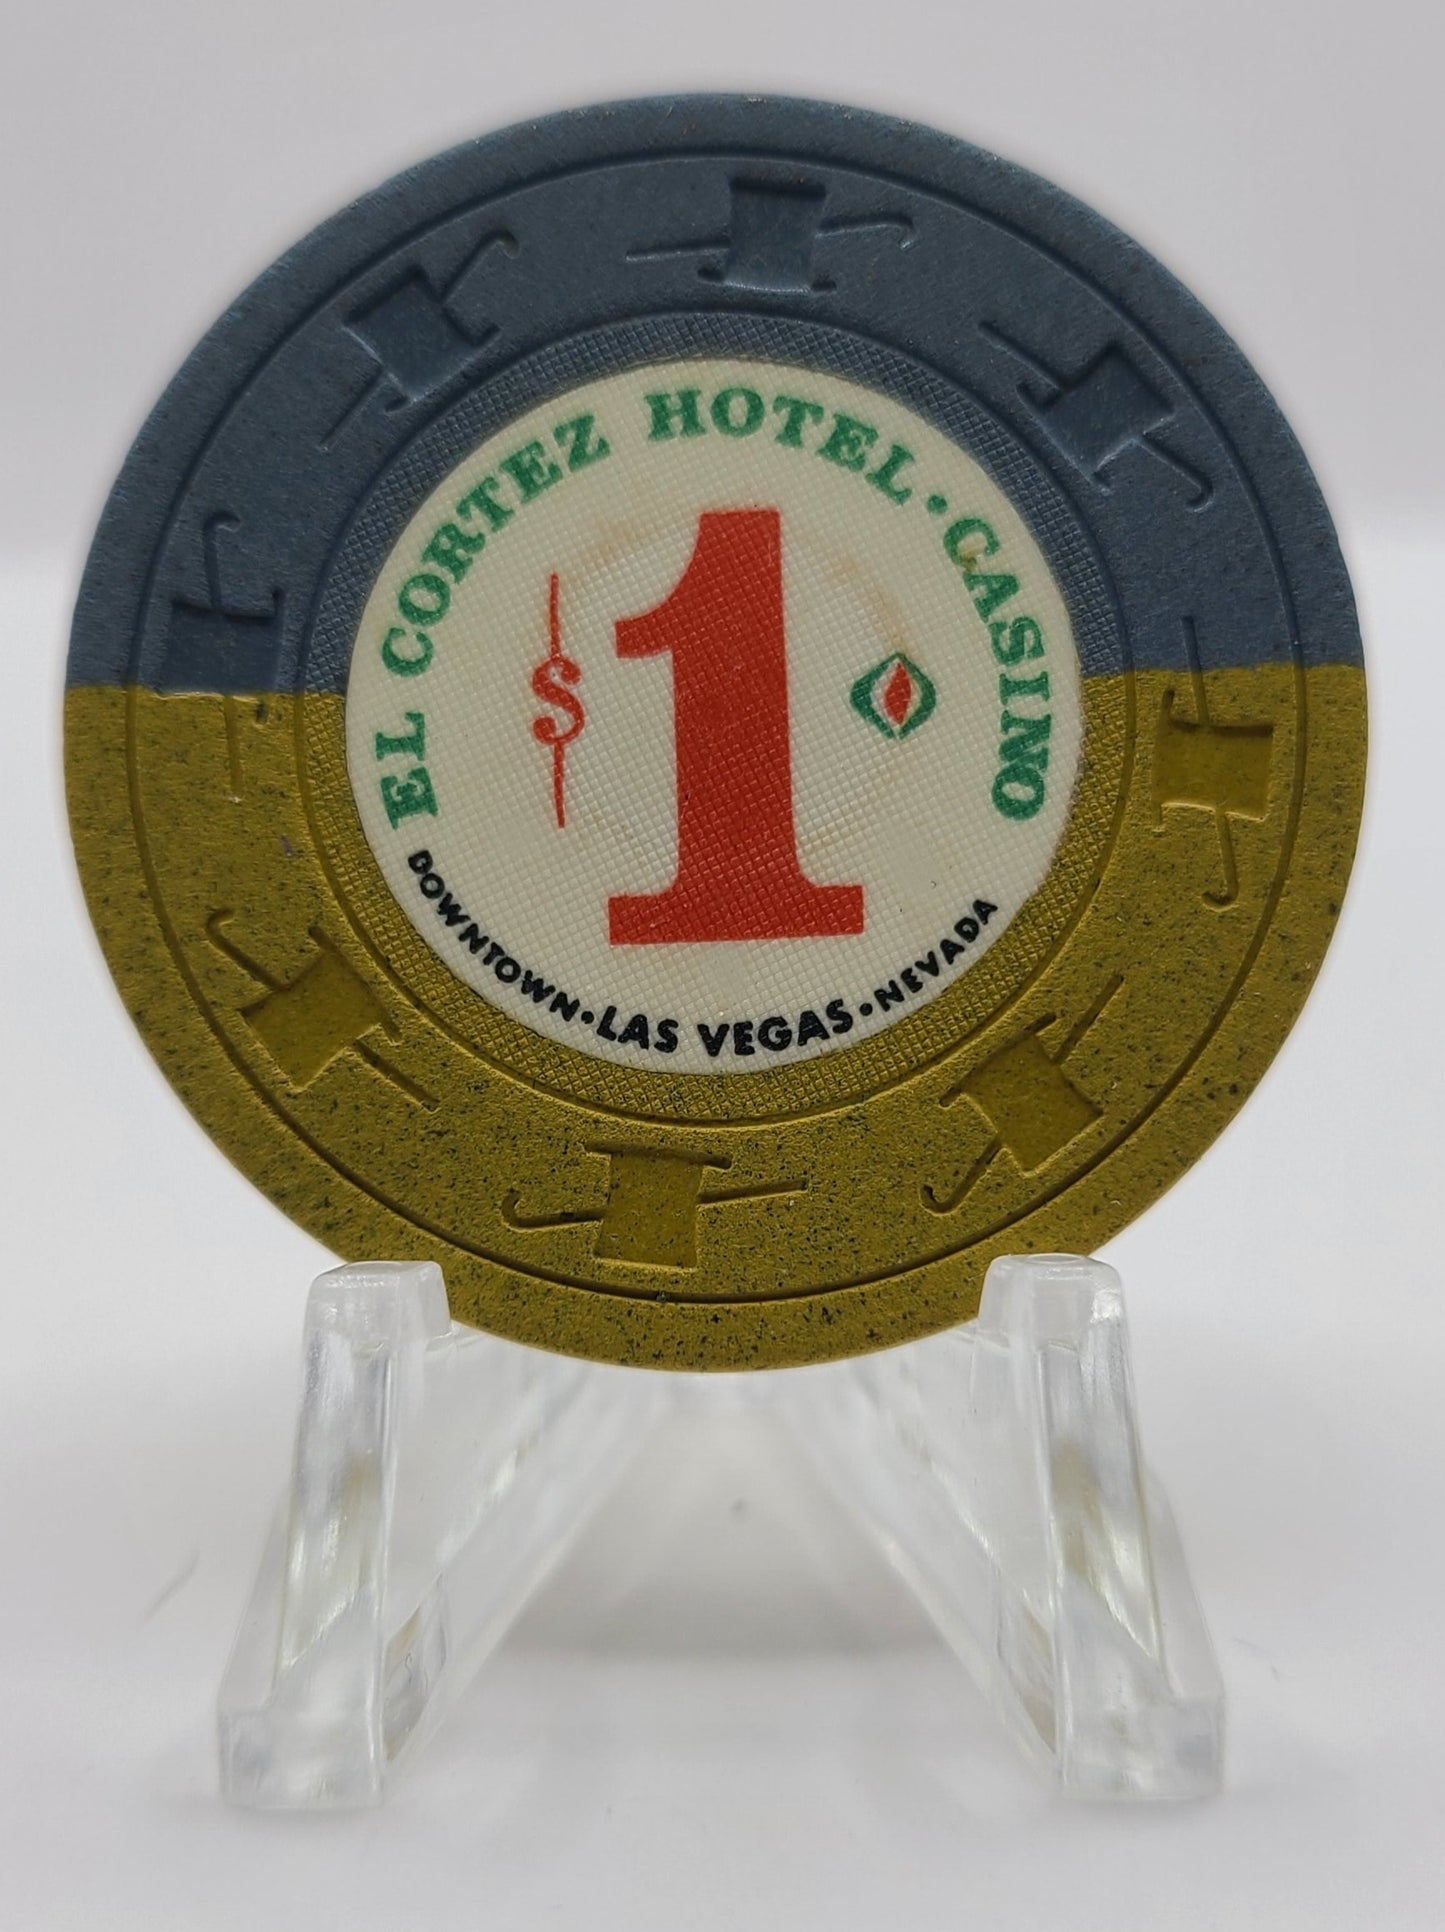 EL CORTEZ HOTEL · CASINO
$1
DOWNTOWN · LAS VEGAS · NEVADA